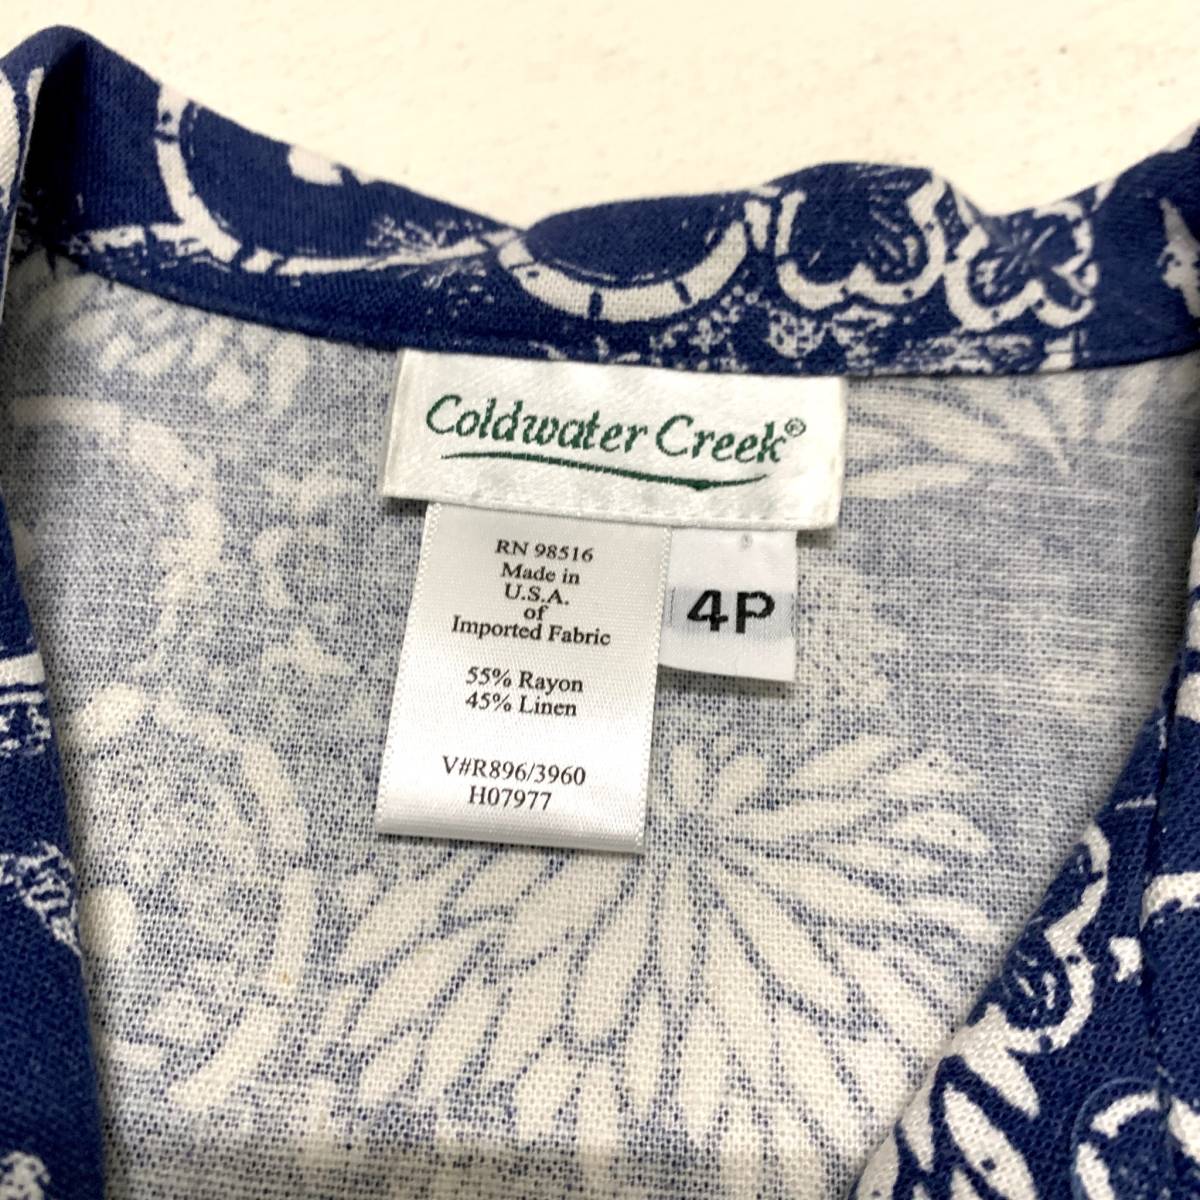 Coldwater Creek®
RN 98516
Made in
U.S.A.
of
Imported Fabric
55% Rayon
45% Linen
V#R896/3960
H07977
4P